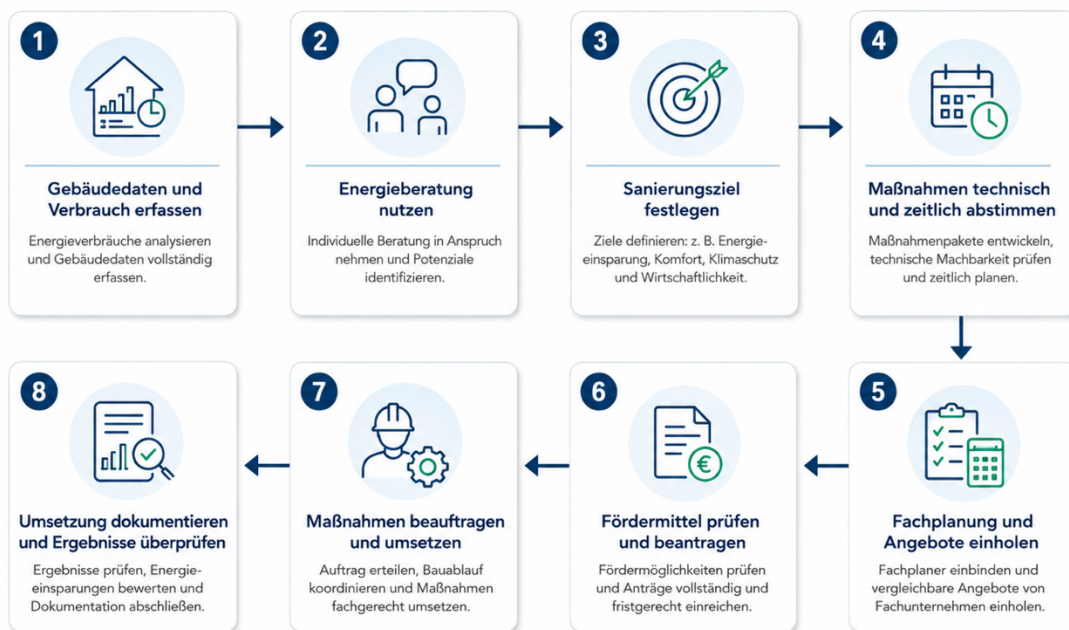 1
Gebäudedaten und
Verbrauch erfassen
Energieverbräuche analysieren
und Gebäudedaten vollständig
erfassen.
2
Energieberatung
nutzen
Individuelle Beratung in Anspruch
nehmen und Potenziale
identifizieren.
3
Sanierungsziel
festlegen
Ziele definieren: z. B. Energie-
einsparung, Komfort, Klimaschutz
und Wirtschaftlichkeit.
4
Maßnahmen technisch
und zeitlich abstimmen
Maßnahmenpakete entwickeln,
technische Machbarkeit prüfen
und zeitlich planen.
5
Fachplanung und
Angebote einholen
Fachplaner einbinden und
vergleichbare Angebote von
Fachunternehmen einholen.
6
€
Fördermittel prüfen
und beantragen
Fördermöglichkeiten prüfen
und Anträge vollständig und
fristgerecht einreichen.
7
Maßnahmen beauftragen
und umsetzen
Auftrag erteilen, Bauablauf
koordinieren und Maßnahmen
fachgerecht umsetzen.
8
Umsetzung dokumentieren
und Ergebnisse überprüfen
Ergebnisse prüfen, Energie-
einsparungen bewerten und
Dokumentation abschließen.